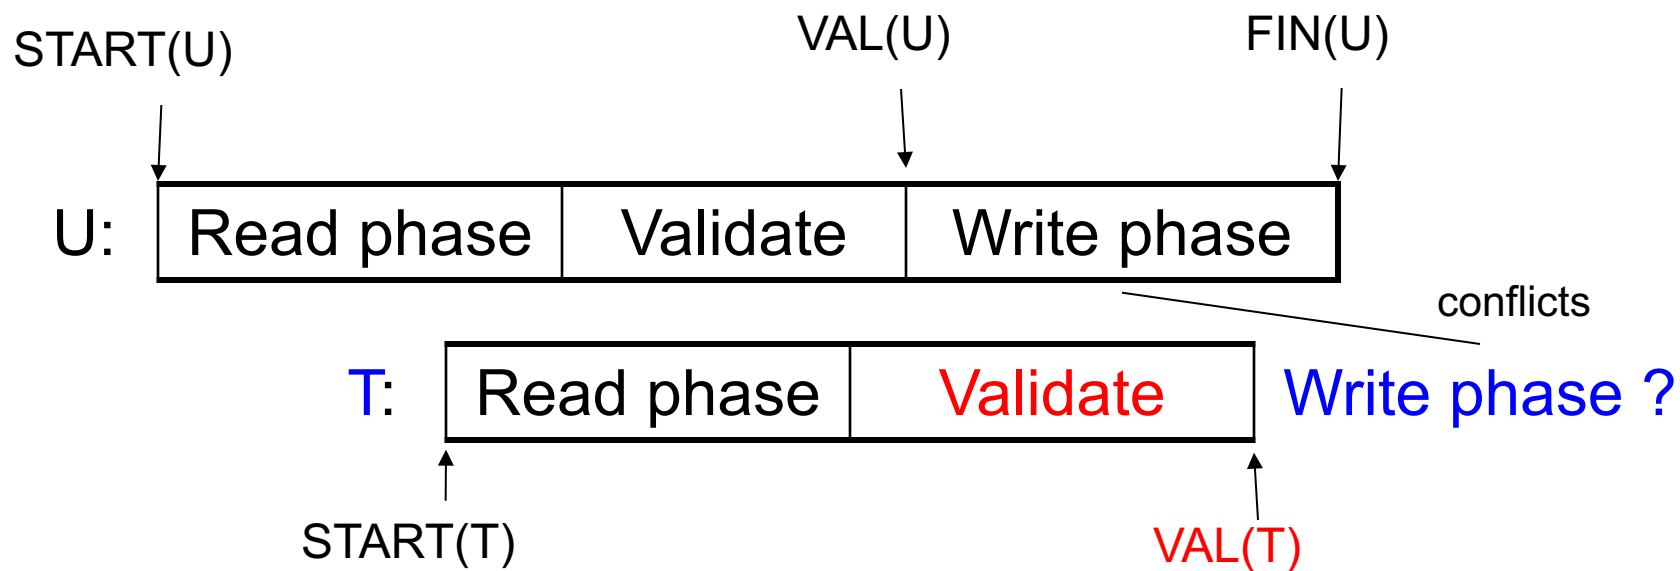 START(U) VAL(U) FIN(U)
U: Read phase Validate Write phase
conflicts
T: Read phase Validate Write phase ?
START(T) VAL(T)